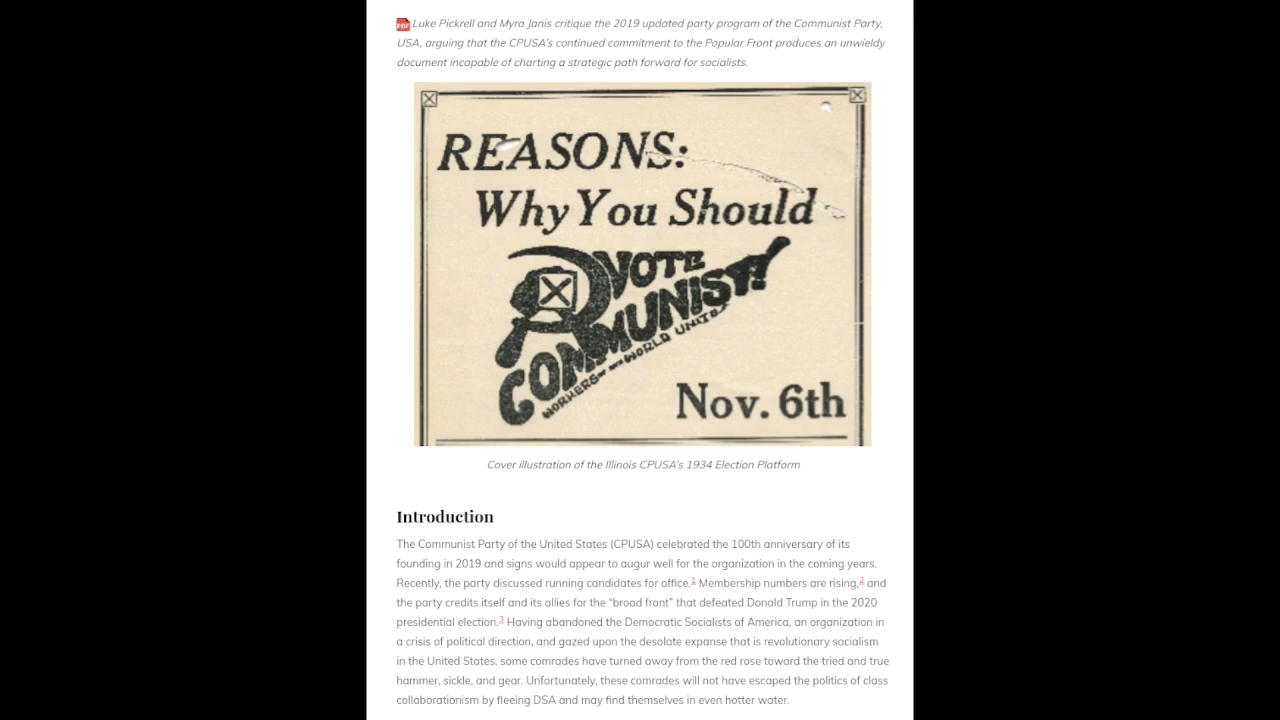 PDF Luke Pickrell and Myra Janis critique the 2019 updated party program of the Communist Party,
USA, arguing that the CPUSA's continued commitment to the Popular Front produces an unwieldy
document incapable of charting a strategic path forward for socialists.
REASONS:
Why You Should
VOTE
COMMUNIST!
WORKERS OF THE WORLD UNITE
Nov. 6th
Cover illustration of the Illinois CPUSA's 1934 Election Platform
Introduction
The Communist Party of the United States (CPUSA) celebrated the 100th anniversary of its
founding in 2019 and signs would appear to augur well for the organization in the coming years.
Recently, the party discussed running candidates for office.1 Membership numbers are rising,2 and
the party credits itself and its allies for the “broad front” that defeated Donald Trump in the 2020
presidential election.3 Having abandoned the Democratic Socialists of America, an organization in
a crisis of political direction, and gazed upon the desolate expanse that is revolutionary socialism
in the United States, some comrades have turned away from the red rose toward the tried and true
hammer, sickle, and gear. Unfortunately, these comrades will not have escaped the politics of class
collaborationism by fleeing DSA and may find themselves in even hotter water.